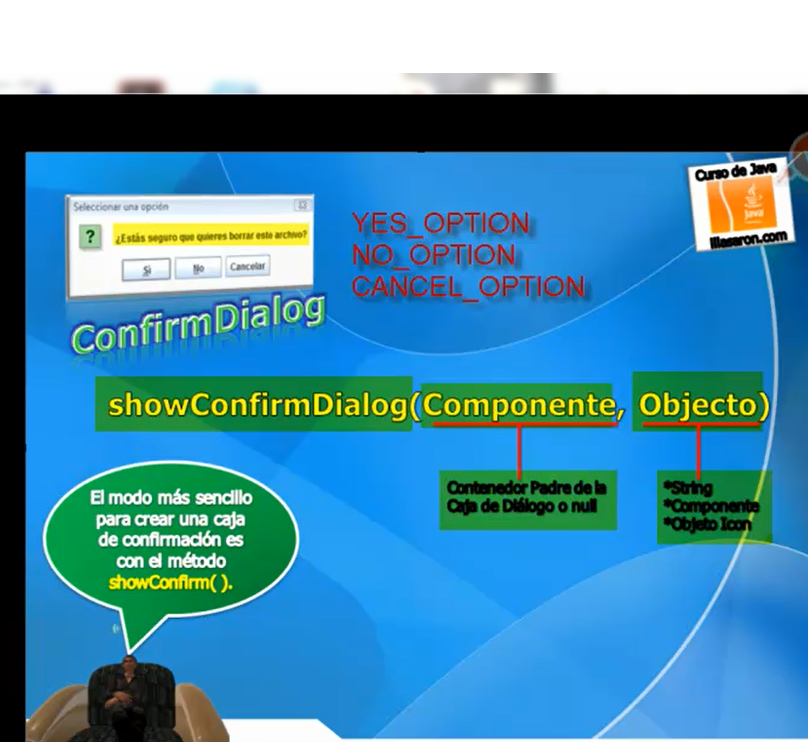 Seleccionar una opción
?
¿Estás seguro que quieres borrar este archivo?
Sì
No
Cancelar
ConfirmDialog
YES_OPTION
NO_OPTION
CANCEL_OPTION
Curso de Java
Java
illasaron.com
showConfirmDialog(Componente, Objecto)
Contenedor Padre de la
Caja de Diálogo o null
*String
*Componente
*Objeto Icon
El modo más sencillo
para crear una caja
de confirmación es
con el método
showConfirm( ).